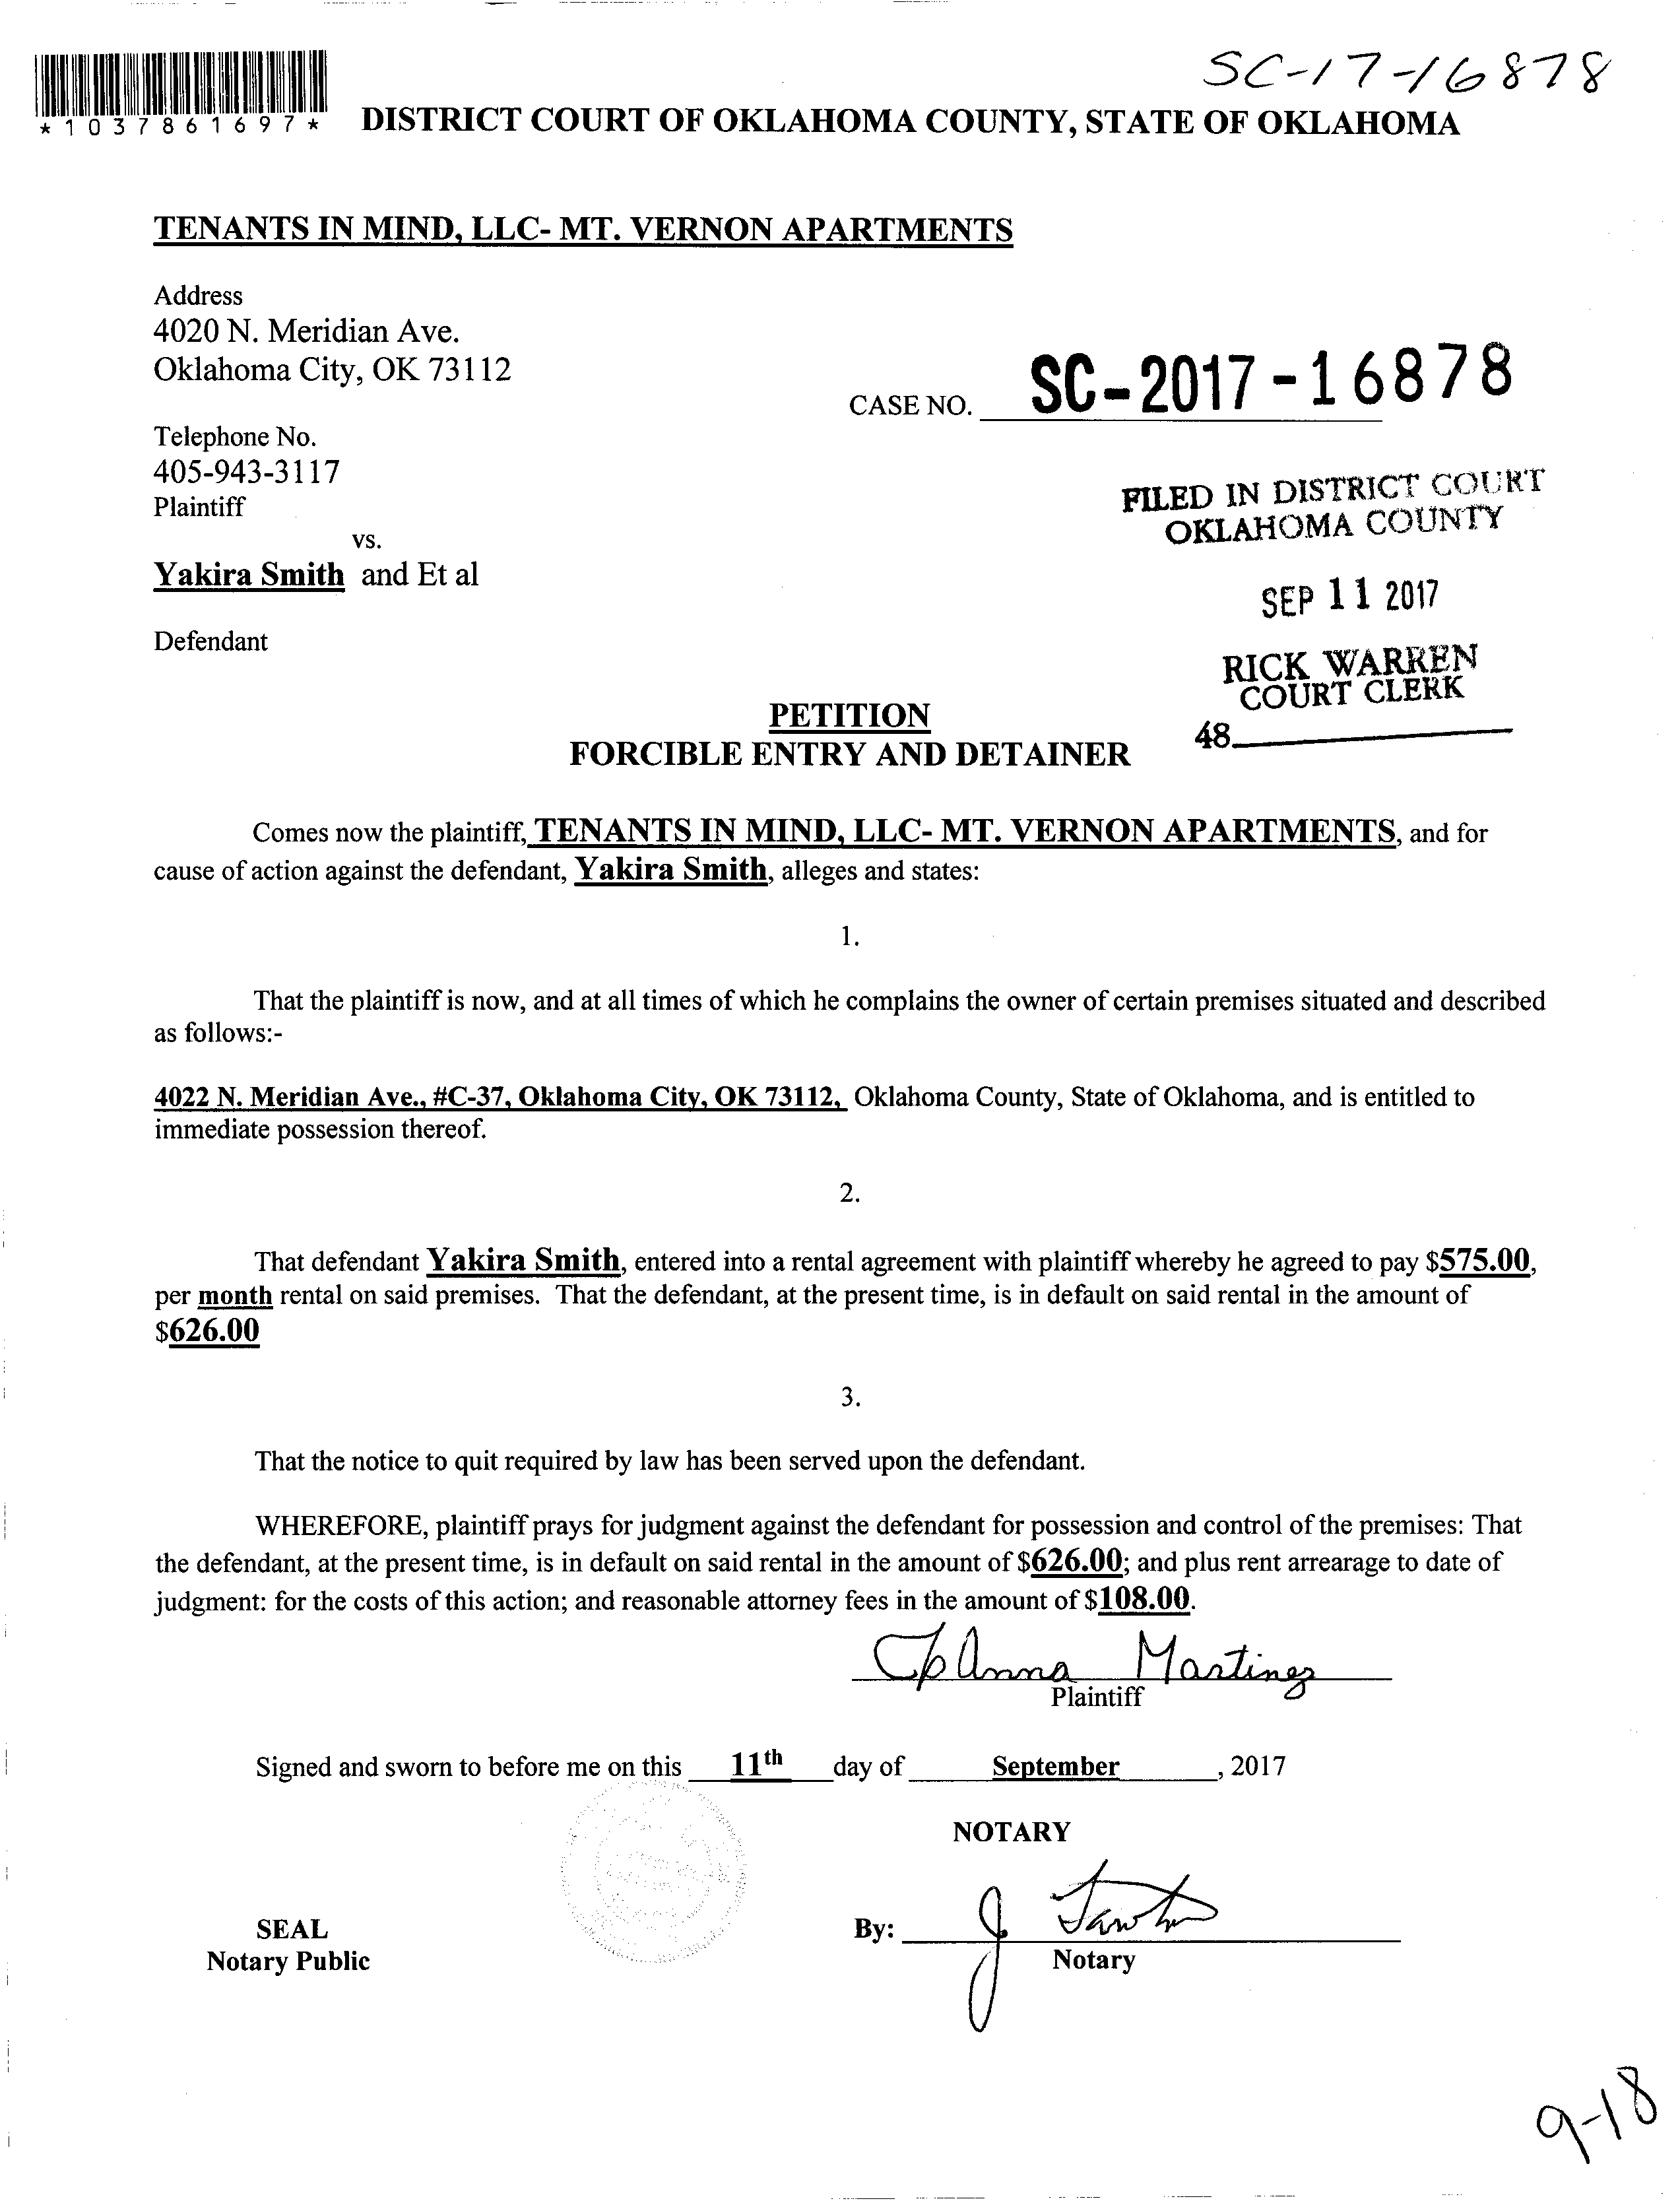 SC-17-16878
*1037861697*
DISTRICT COURT OF OKLAHOMA COUNTY, STATE OF OKLAHOMA
TENANTS IN MIND, LLC- MT. VERNON APARTMENTS
Address
4020 N. Meridian Ave.
Oklahoma City, OK 73112
CASE NO. SC-2017-16878
Telephone No.
405-943-3117
Plaintiff
FILED IN DISTRICT COURT
OKLAHOMA COUNTY
vs.
Yakira Smith and Et al
SEP 11 2017
Defendant
RICK WARREN
COURT CLERK
48
PETITION
FORCIBLE ENTRY AND DETAINER
Comes now the plaintiff, TENANTS IN MIND, LLC- MT. VERNON APARTMENTS, and for
cause of action against the defendant, Yakira Smith, alleges and states:
1.
That the plaintiff is now, and at all times of which he complains the owner of certain premises situated and described
as follows:-
4022 N. Meridian Ave., #C-37, Oklahoma City, OK 73112, Oklahoma County, State of Oklahoma, and is entitled to
immediate possession thereof.
2.
That defendant Yakira Smith, entered into a rental agreement with plaintiff whereby he agreed to pay $575.00,
per month rental on said premises. That the defendant, at the present time, is in default on said rental in the amount of
$626.00
3.
That the notice to quit required by law has been served upon the defendant.
WHEREFORE, plaintiff prays for judgment against the defendant for possession and control of the premises: That
the defendant, at the present time, is in default on said rental in the amount of $626.00; and plus rent arrearage to date of
judgment: for the costs of this action; and reasonable attorney fees in the amount of $108.00.
Martinez
Plaintiff
Signed and sworn to before me on this 11th day of September, 2017
NOTARY
SEAL
Notary Public
By: J
Notary
9-18